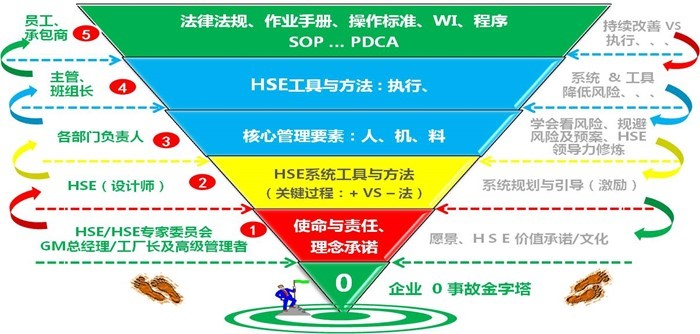 员工、
承包商
5
法律法规、作业手册、操作标准、WI、程序
SOP ... PDCA
持续改善 VS
执行、、、
主管、
班组长
4
HSE工具与方法：执行、
系统 & 工具
降低风险、、、
各部门负责人
3
核心管理要素：人、机、料
学会看风险、规避
风险及预案、HSE
领导力修炼
HSE（设计师）
2
HSE系统工具与方法
（关键过程：+ VS – 法）
系统规划与引导（激励）
HSE/HSE专家委员会
GM总经理/工厂长及高级管理者
1
使命与责任、
理念承诺
愿景、HSE 价值承诺/文化
0
企业 0 事故金字塔